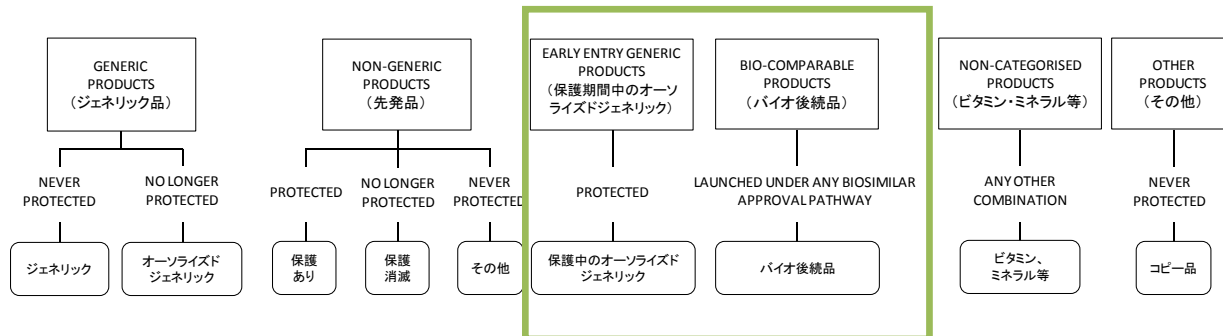 GENERIC
PRODUCTS
(ジェネリック品)
NON-GENERIC
PRODUCTS
(先発品)
EARLY ENTRY GENERIC
PRODUCTS
(保護期間中のオーソ
ライズドジェネリック)
BIO-COMPARABLE
PRODUCTS
(バイオ後続品)
NON-CATEGORISED
PRODUCTS
(ビタミン・ミネラル等)
OTHER
PRODUCTS
(その他)
NEVER
PROTECTED
NO LONGER
PROTECTED
PROTECTED
NO LONGER
PROTECTED
NEVER
PROTECTED
PROTECTED
LAUNCHED UNDER ANY BIOSIMILAR
APPROVAL PATHWAY
ANY OTHER
COMBINATION
NEVER
PROTECTED
ジェネリック
オーソライズド
ジェネリック
保護
あり
保護
消滅
その他
保護中のオーソライズド
ジェネリック
バイオ後続品
ビタミン、
ミネラル等
コピー品